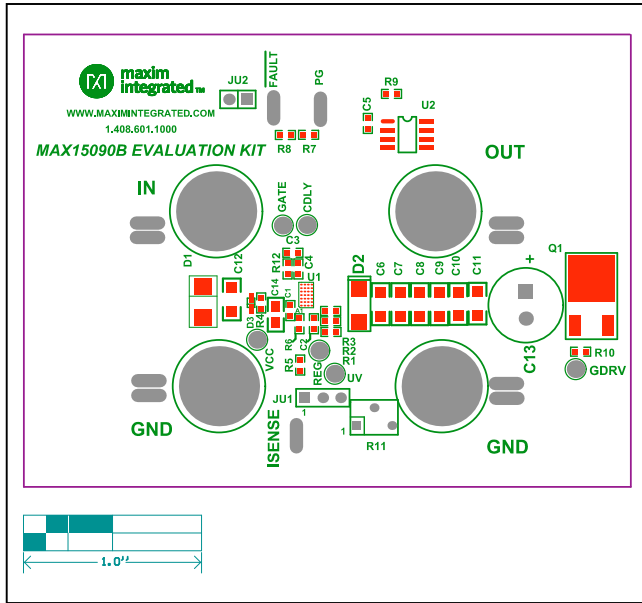 maxim
integrated™
WWW.MAXIMINTEGRATED.COM
1.408.601.1000
MAX15090B EVALUATION KIT
JU2
FAULT
PG
R8
R7
R9
C5
U2
OUT
IN
GATE
CDLY
C3
R12
C4
U1
D1
C12
C14
C1
D3
R4
VCC
R6
C2
R5
R3
R2
R1
REG
UV
D2
C6
C7
C8
C9
C10
C11
+
C13
Q1
R10
GDRV
GND
ISENSE
JU1
1
1
R11
GND
1.0"